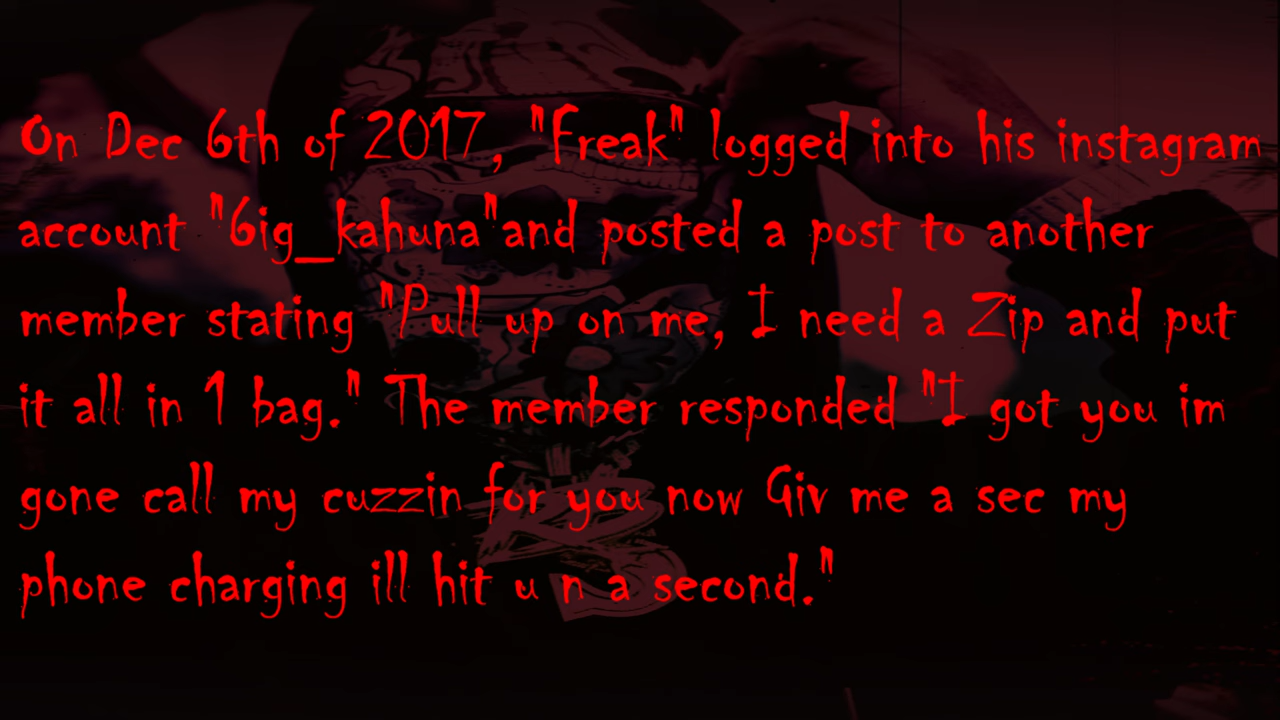 On Dec 6th of 2017, "Freak" logged into his instagram
account "6ig_kahuna"and posted a post to another
member stating "Pull up on me, I need a Zip and put
it all in 1 bag." The member responded "I got you im
gone call my cuzzin for you now Giv me a sec my
phone charging ill hit u n a second."